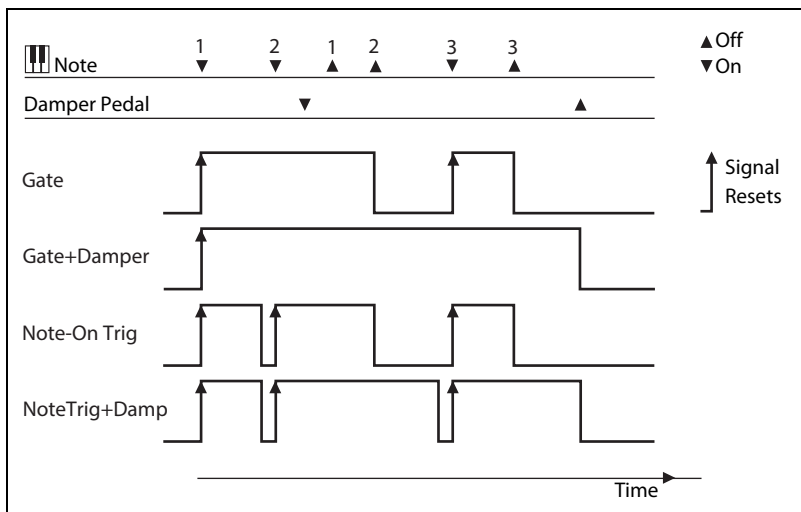 1 2 1 2 3 3
▲Off
▼On
Note
Damper Pedal
Gate
Signal
Resets
Gate+Damper
Note-On Trig
NoteTrig+Damp
Time